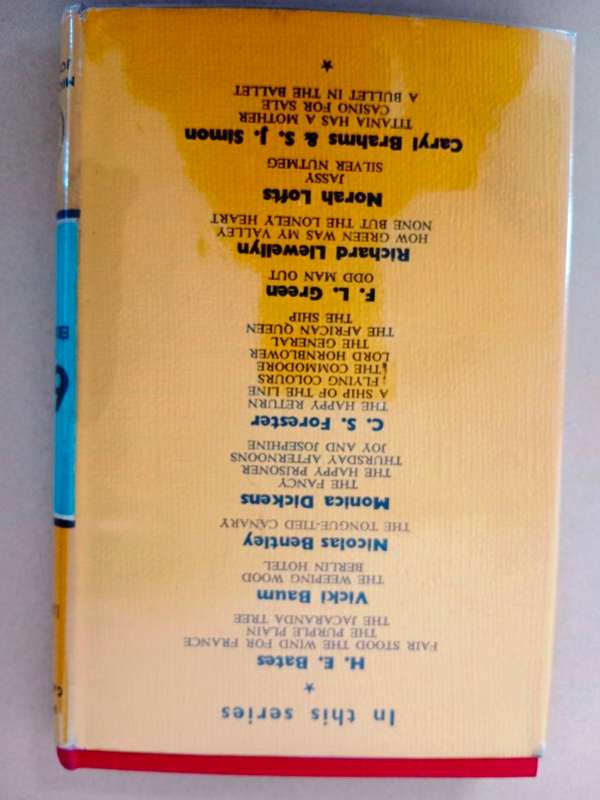 In this series
★
H. E. Bates
FAIR STOOD THE WIND FOR FRANCE
THE PURPLE PLAIN
THE JACARANDA TREE
Vicki Baum
THE WEEPING WOOD
BERLIN HOTEL
Nicolas Bentley
THE TONGUE-TIED CANARY
Monica Dickens
THE FANCY
THE HAPPY PRISONER
THURSDAY AFTERNOONS
JOY AND JOSEPHINE
C. S. Forester
THE HAPPY RETURN
A SHIP OF THE LINE
FLYING COLOURS
THE COMMODORE
LORD HORNBLOWER
THE GENERAL
THE AFRICAN QUEEN
THE SHIP
F. L. Green
ODD MAN OUT
Richard Llewellyn
HOW GREEN WAS MY VALLEY
NONE BUT THE LONELY HEART
Norah Lofts
JASSY
SILVER NUTMEG
Caryl Brahms & S. J. Simon
TITANIA HAS A MOTHER
CASINO FOR SALE
A BULLET IN THE BALLET
★